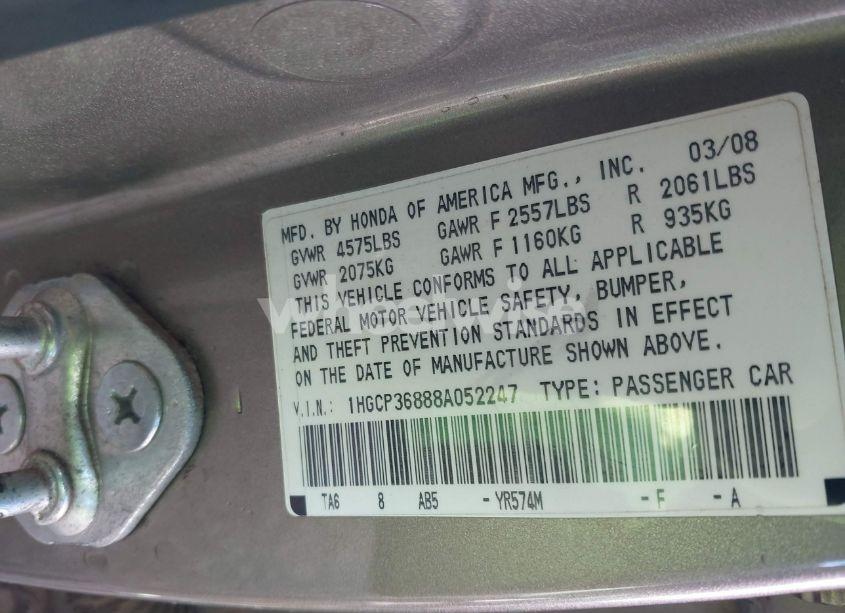 MFD. BY HONDA OF AMERICA MFG., INC. 03/08
GVWR 4575LBS GAWR F 2557LBS R 2061LBS
GVWR 2075KG GAWR F 1160KG R 935KG
THIS VEHICLE CONFORMS TO ALL APPLICABLE
FEDERAL MOTOR VEHICLE SAFETY, BUMPER,
AND THEFT PREVENTION STANDARDS IN EFFECT
ON THE DATE OF MANUFACTURE SHOWN ABOVE.
V.I.N.: 1HGCP36888A052247 TYPE: PASSENGER CAR
TA6 8 AB5 -YR574M -F -A
wheelwise